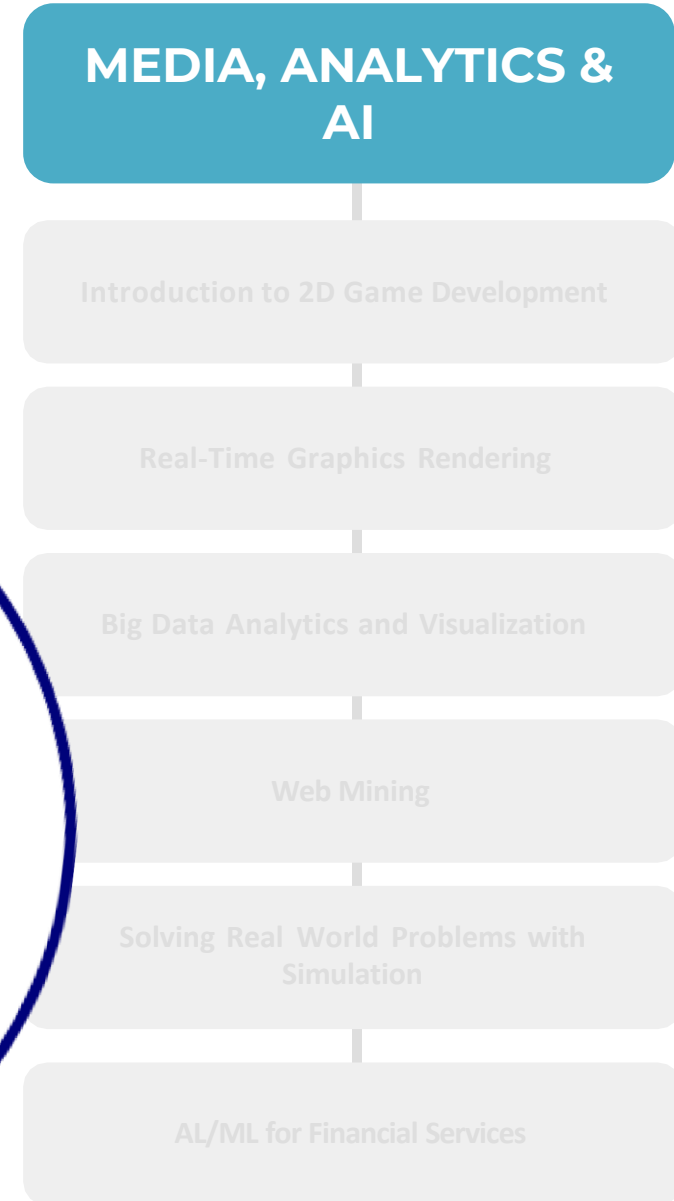 MEDIA, ANALYTICS &
AI
Introduction to 2D Game Development
Real-Time Graphics Rendering
Big Data Analytics and Visualization
Web Mining
Solving Real World Problems with
Simulation
AL/ML for Financial Services